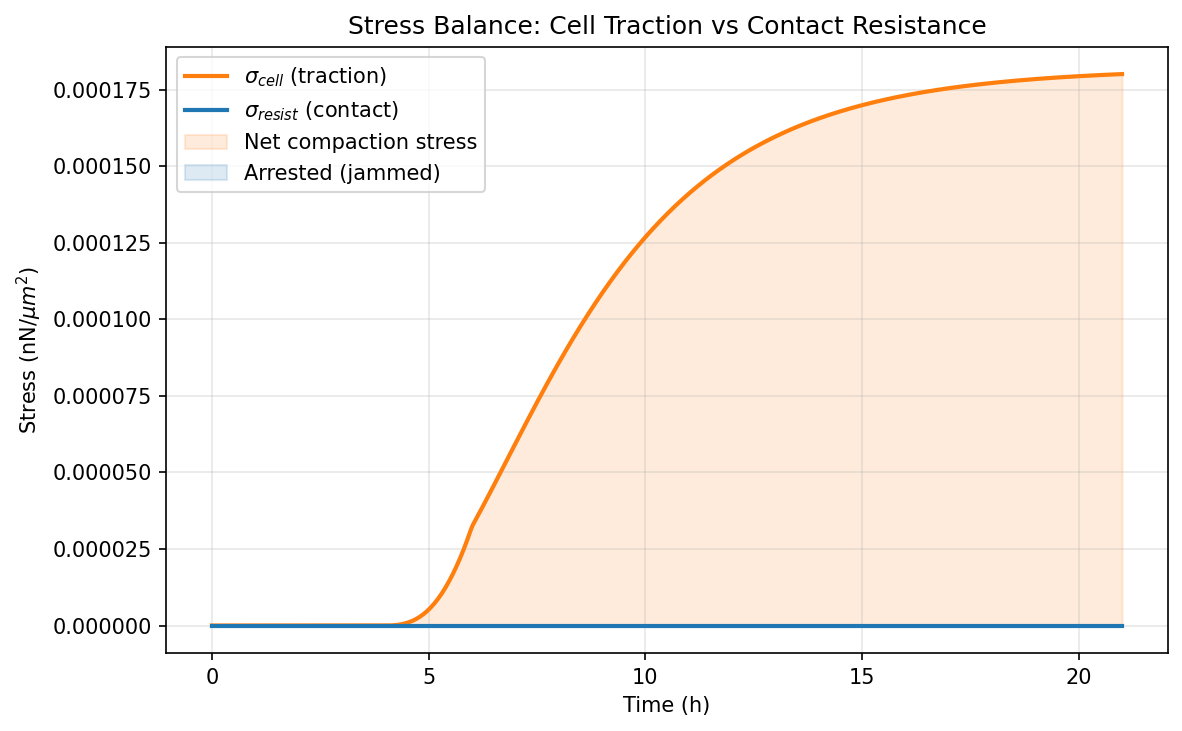 Stress Balance: Cell Traction vs Contact Resistance
σ_cell (traction)
σ_resist (contact)
Net compaction stress
Arrested (jammed)
Stress (nN/μm²)
0.000175
0.000150
0.000125
0.000100
0.000075
0.000050
0.000025
0.000000
0 5 10 15 20
Time (h)